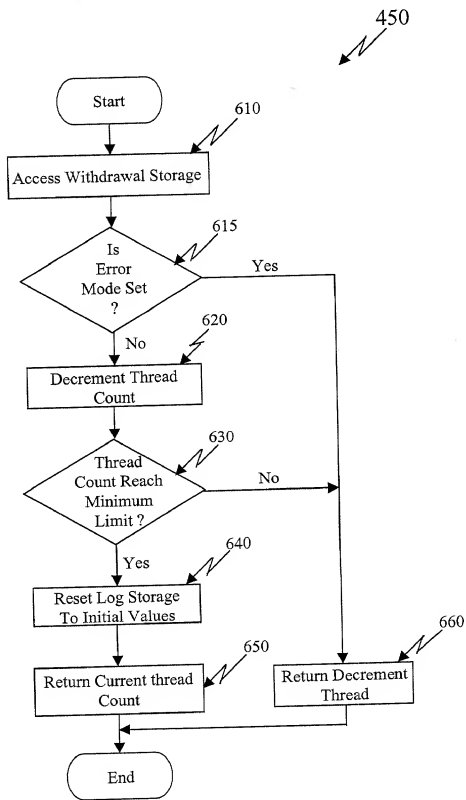 450
Start
610
Access Withdrawal Storage
615
Is
Error
Mode Set
?
Yes
No
620
Decrement Thread
Count
630
Thread
Count Reach
Minimum
Limit ?
No
Yes
640
Reset Log Storage
To Initial Values
650
Return Current thread
Count
660
Return Decrement
Thread
End